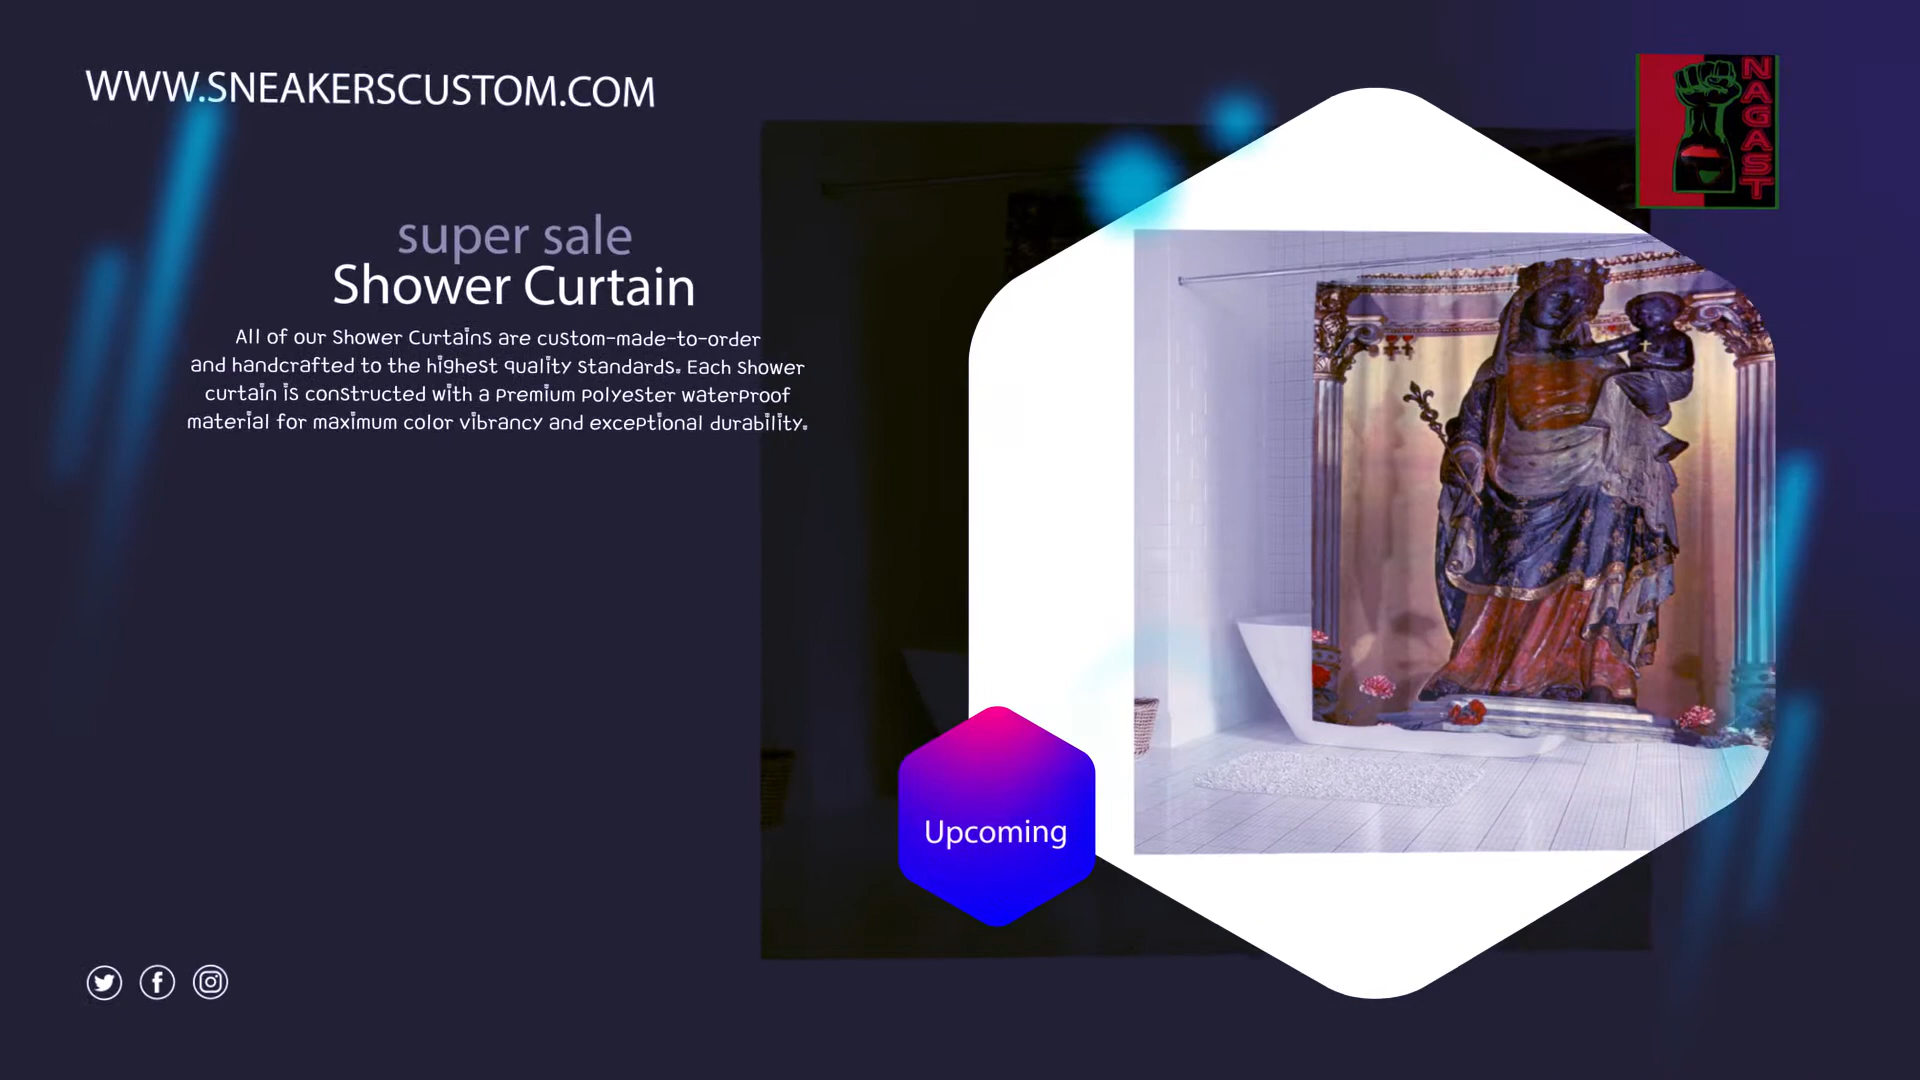 WWW.SNEAKERSCUSTOM.COM
NAGAST
super sale
Shower Curtain
All of our Shower Curtains are custom-made-to-order
and handcrafted to the highest quality standards. Each Shower
curtain is constructed with a Premium Polyester waterProof
material for maximum color vibrancy and excePtional durability.
Upcoming